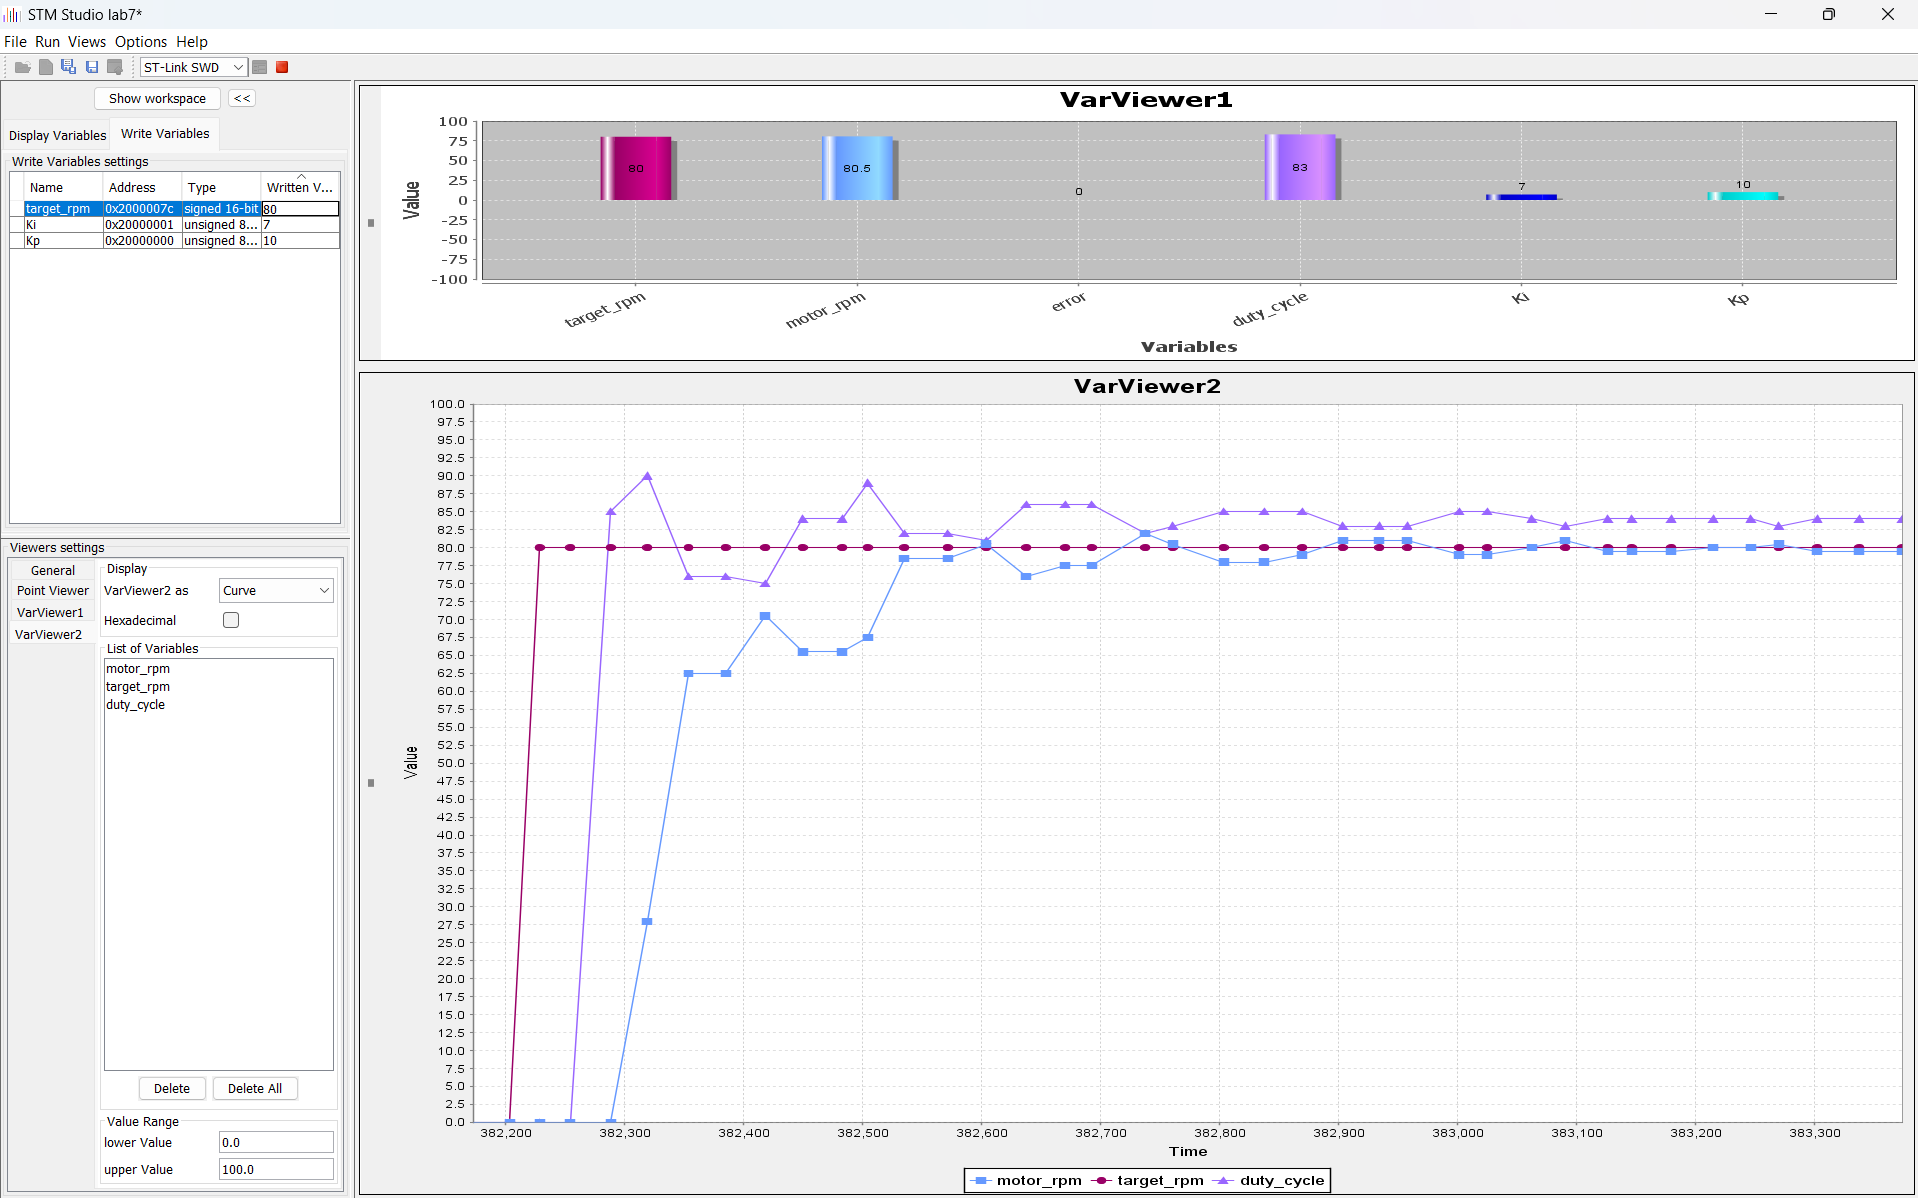 STM Studio lab7*
File Run Views Options Help
ST-Link SWD
Show workspace <<
Display Variables Write Variables
Write Variables settings
Name Address Type Written V...
target_rpm 0x2000007c signed 16-bit 80
Ki 0x20000001 unsigned 8... 7
Kp 0x20000000 unsigned 8... 10
Viewers settings
General
Point Viewer
VarViewer1
VarViewer2
Display
VarViewer2 as Curve
Hexadecimal
List of Variables
motor_rpm
target_rpm
duty_cycle
Delete Delete All
Value Range
lower Value 0.0
upper Value 100.0
VarViewer1
Value
100
75
50
25
0
-25
-50
-75
-100
80 80.5 0 83 7 10
target_rpm motor_rpm error duty_cycle Ki Kp
Variables
VarViewer2
Value
100.0
97.5
95.0
92.5
90.0
87.5
85.0
82.5
80.0
77.5
75.0
72.5
70.0
67.5
65.0
62.5
60.0
57.5
55.0
52.5
50.0
47.5
45.0
42.5
40.0
37.5
35.0
32.5
30.0
27.5
25.0
22.5
20.0
17.5
15.0
12.5
10.0
7.5
5.0
2.5
0.0
382,200 382,300 382,400 382,500 382,600 382,700 382,800 382,900 383,000 383,100 383,200 383,300
Time
motor_rpm target_rpm duty_cycle